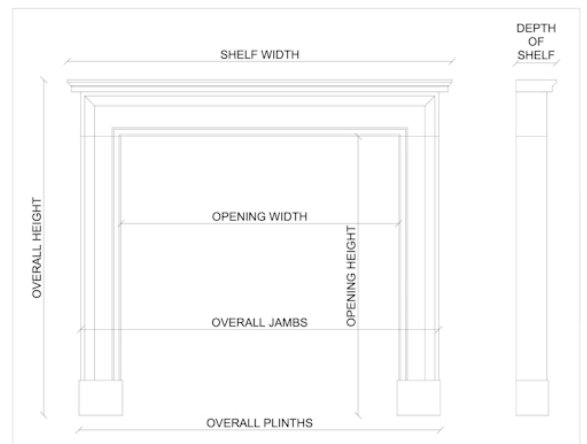 DEPTH
OF
SHELF
SHELF WIDTH
OVERALL HEIGHT
OPENING WIDTH
OPENING HEIGHT
OVERALL JAMBS
OVERALL PLINTHS